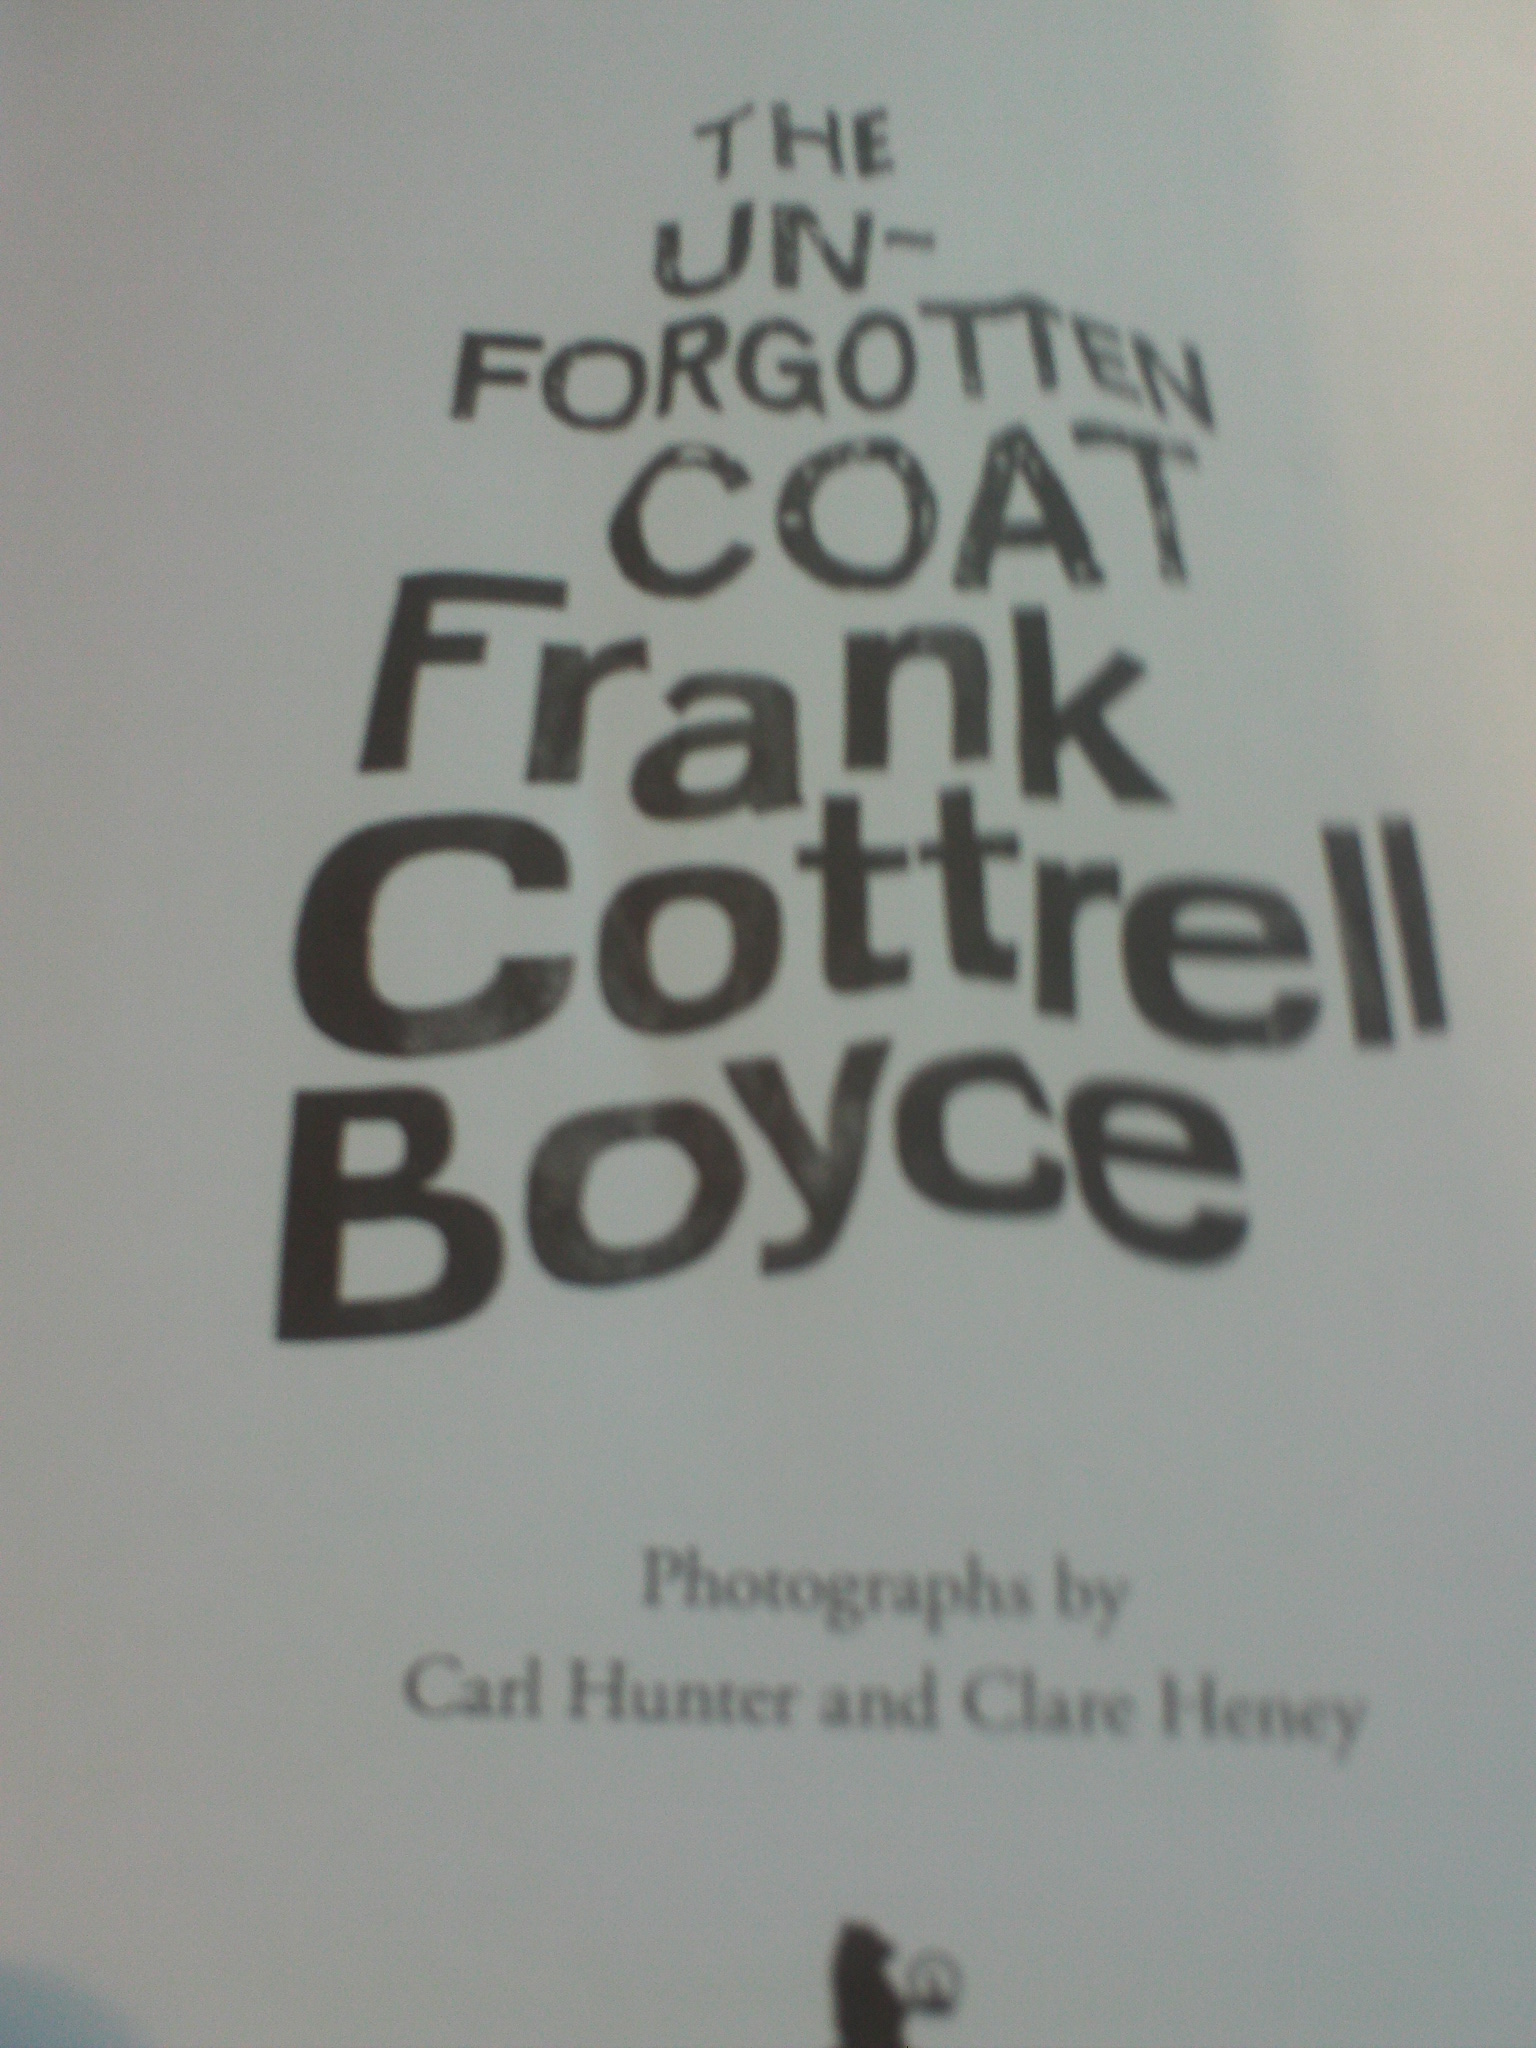 THE
UN-
FORGOTTEN
COAT
Frank
Cottrell
Boyce
Photographs by
Carl Hunter and Clare Heney